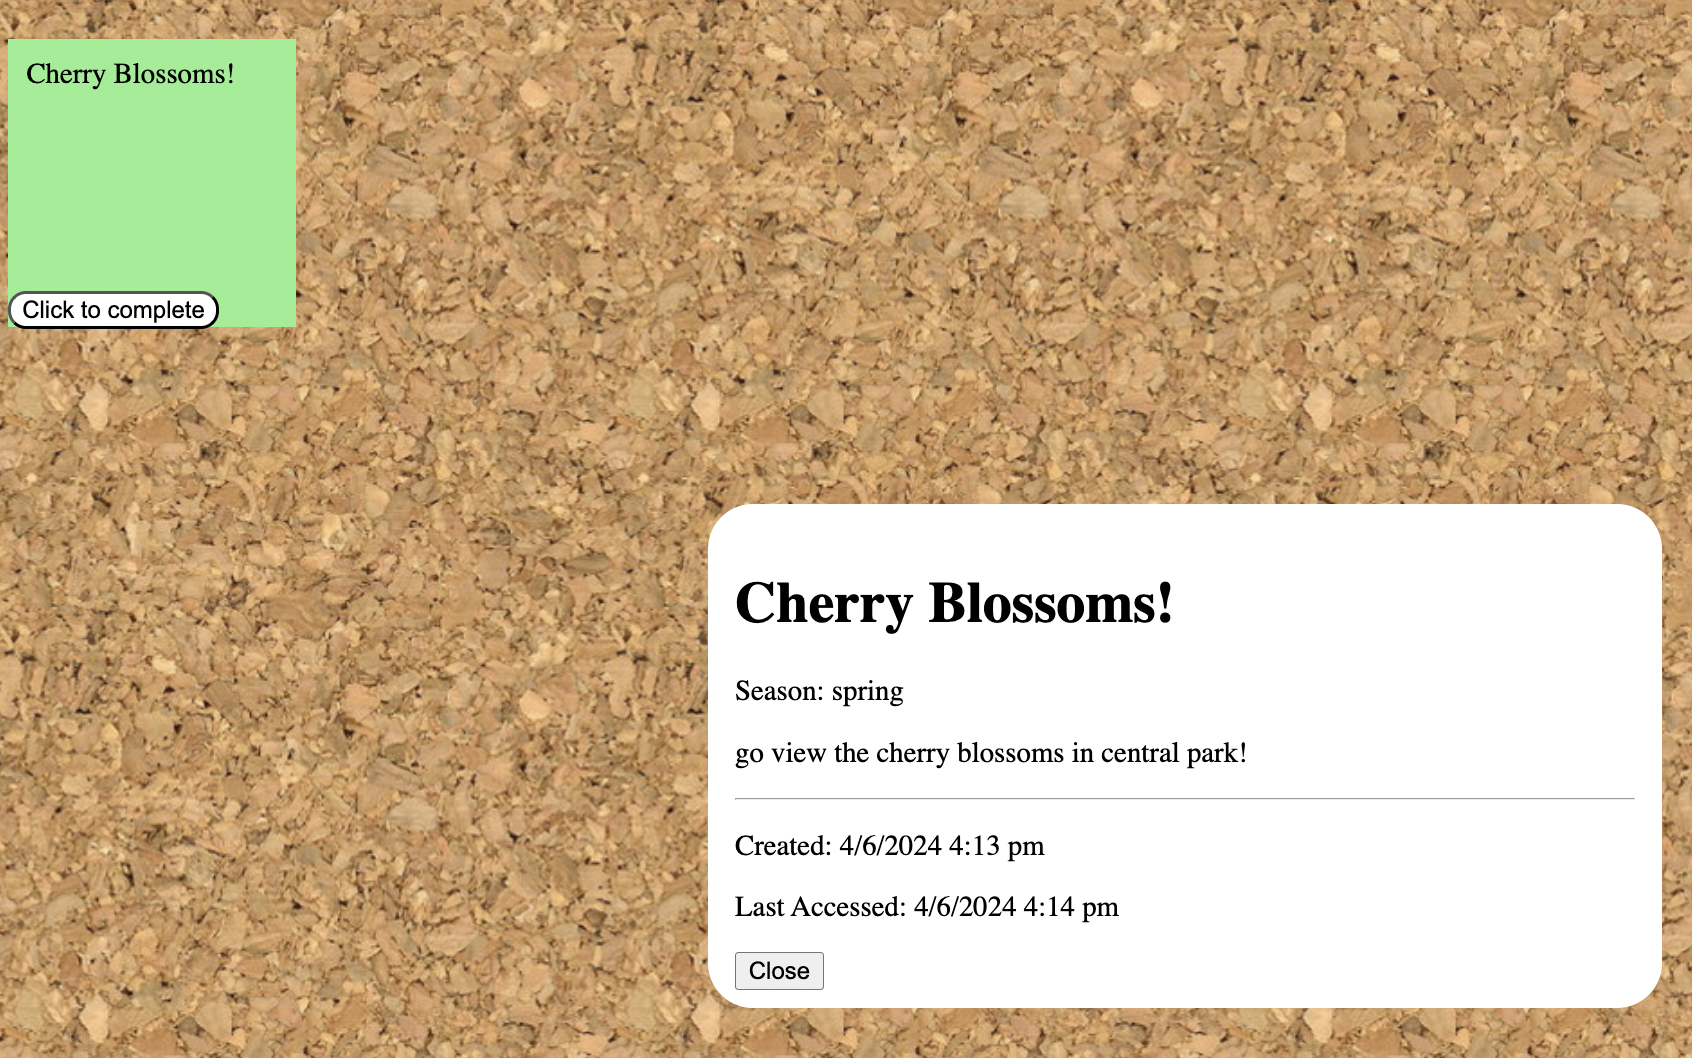 Cherry Blossoms!
Click to complete
Cherry Blossoms!
Season: spring
go view the cherry blossoms in central park!
Created: 4/6/2024 4:13 pm
Last Accessed: 4/6/2024 4:14 pm
Close